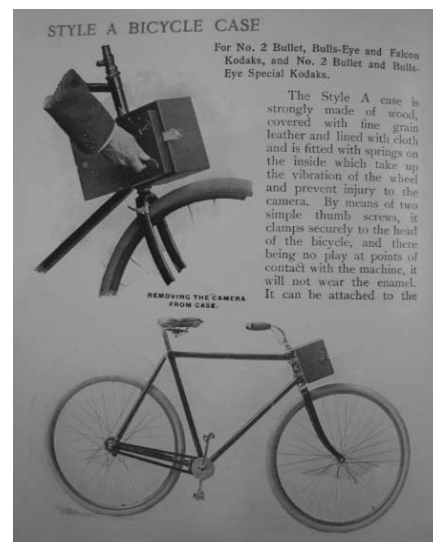 STYLE A BICYCLE CASE
For No. 2 Bullet, Bulls-Eye and Falcon
Kodaks, and No. 2 Bullet and Bulls-
Eye Special Kodaks.
The Style A case is
strongly made of wood,
covered with fine grain
leather and lined with cloth
and is fitted with springs on
the inside which take up
the vibration of the wheel
and prevent injury to the
camera. By means of two
simple thumb screws, it
clamps securely to the head
of the bicycle, and there
being no play at points of
contact with the machine, it
will not wear the enamel.
It can be attached to the
REMOVING THE CAMERA
FROM CASE.